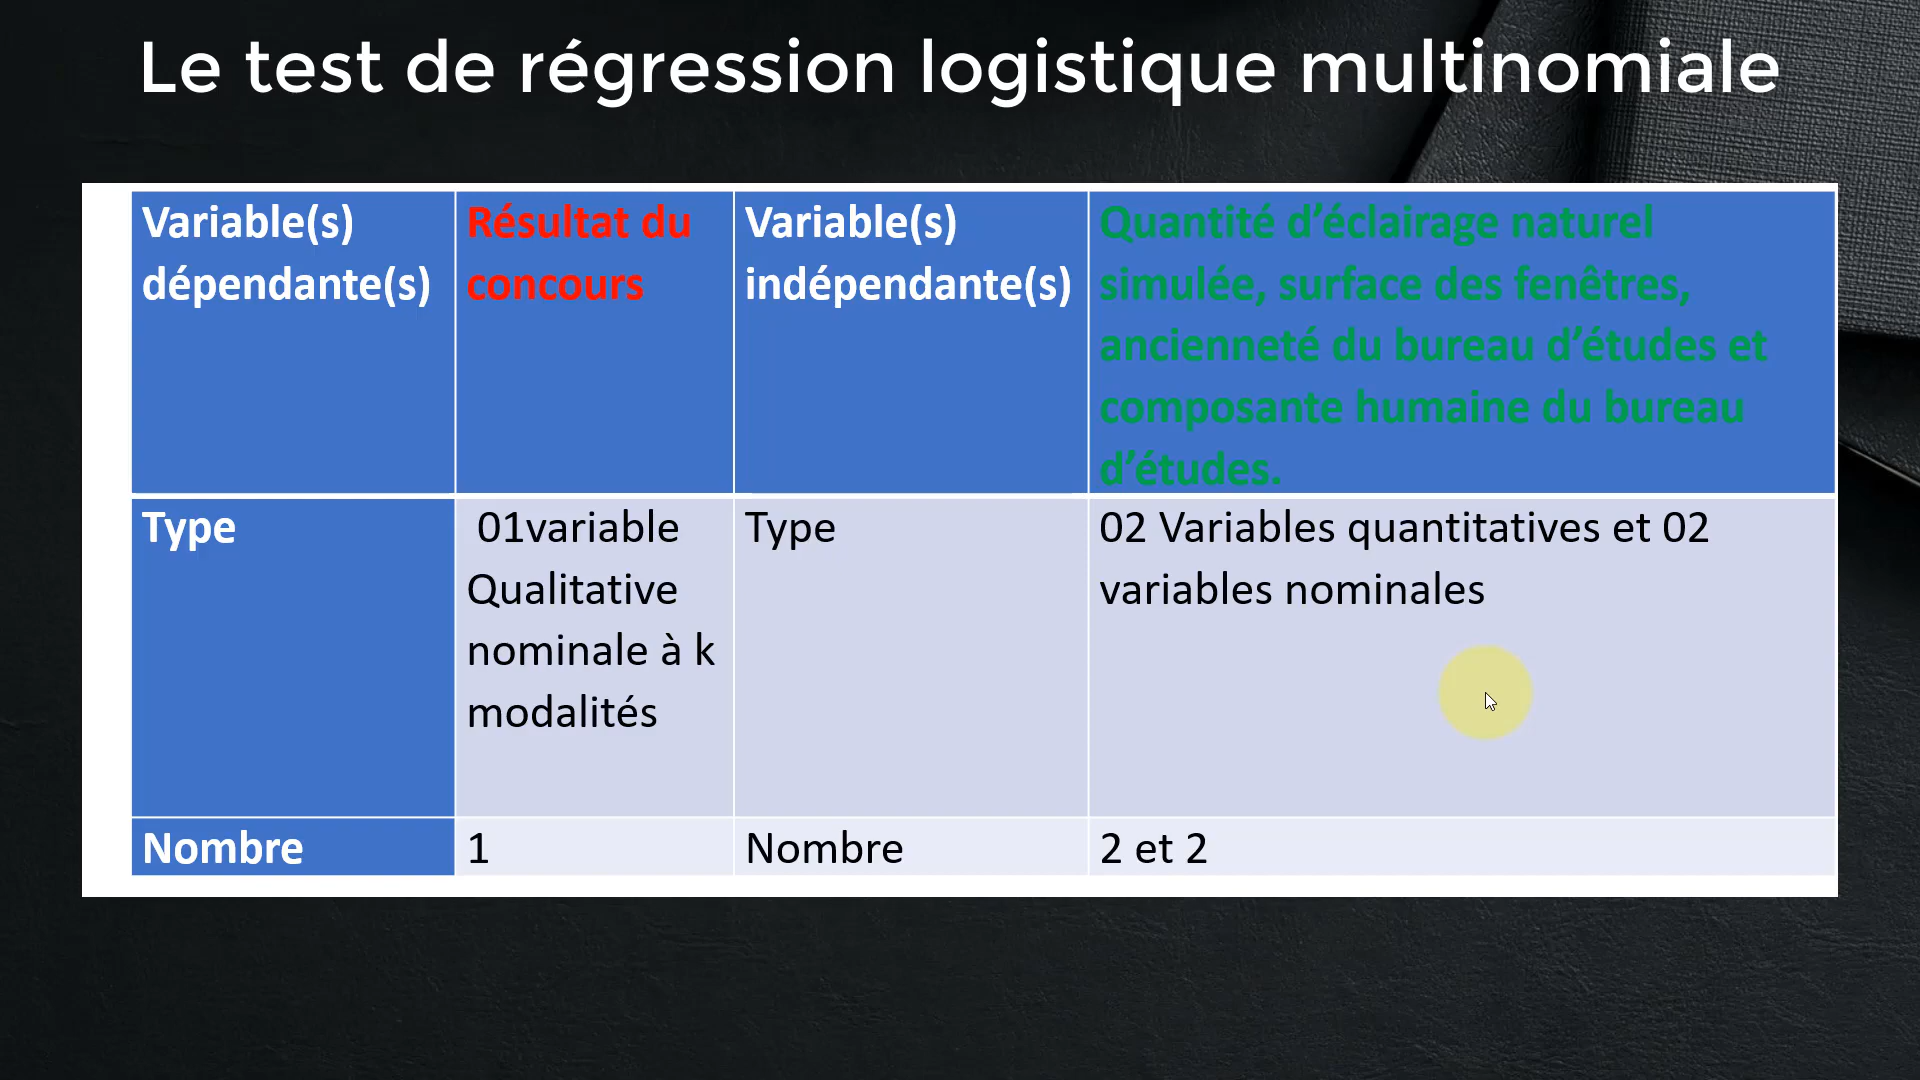 Le test de régression logistique multinomiale
Variable(s)
dépendante(s)
Résultat du
concours
Variable(s)
indépendante(s)
Quantité d’éclairage naturel
simulée, surface des fenêtres,
ancienneté du bureau d’études et
composante humaine du bureau
d’études.
Type
01variable
Qualitative
nominale à k
modalités
Type
02 Variables quantitatives et 02
variables nominales
Nombre
1
Nombre
2 et 2